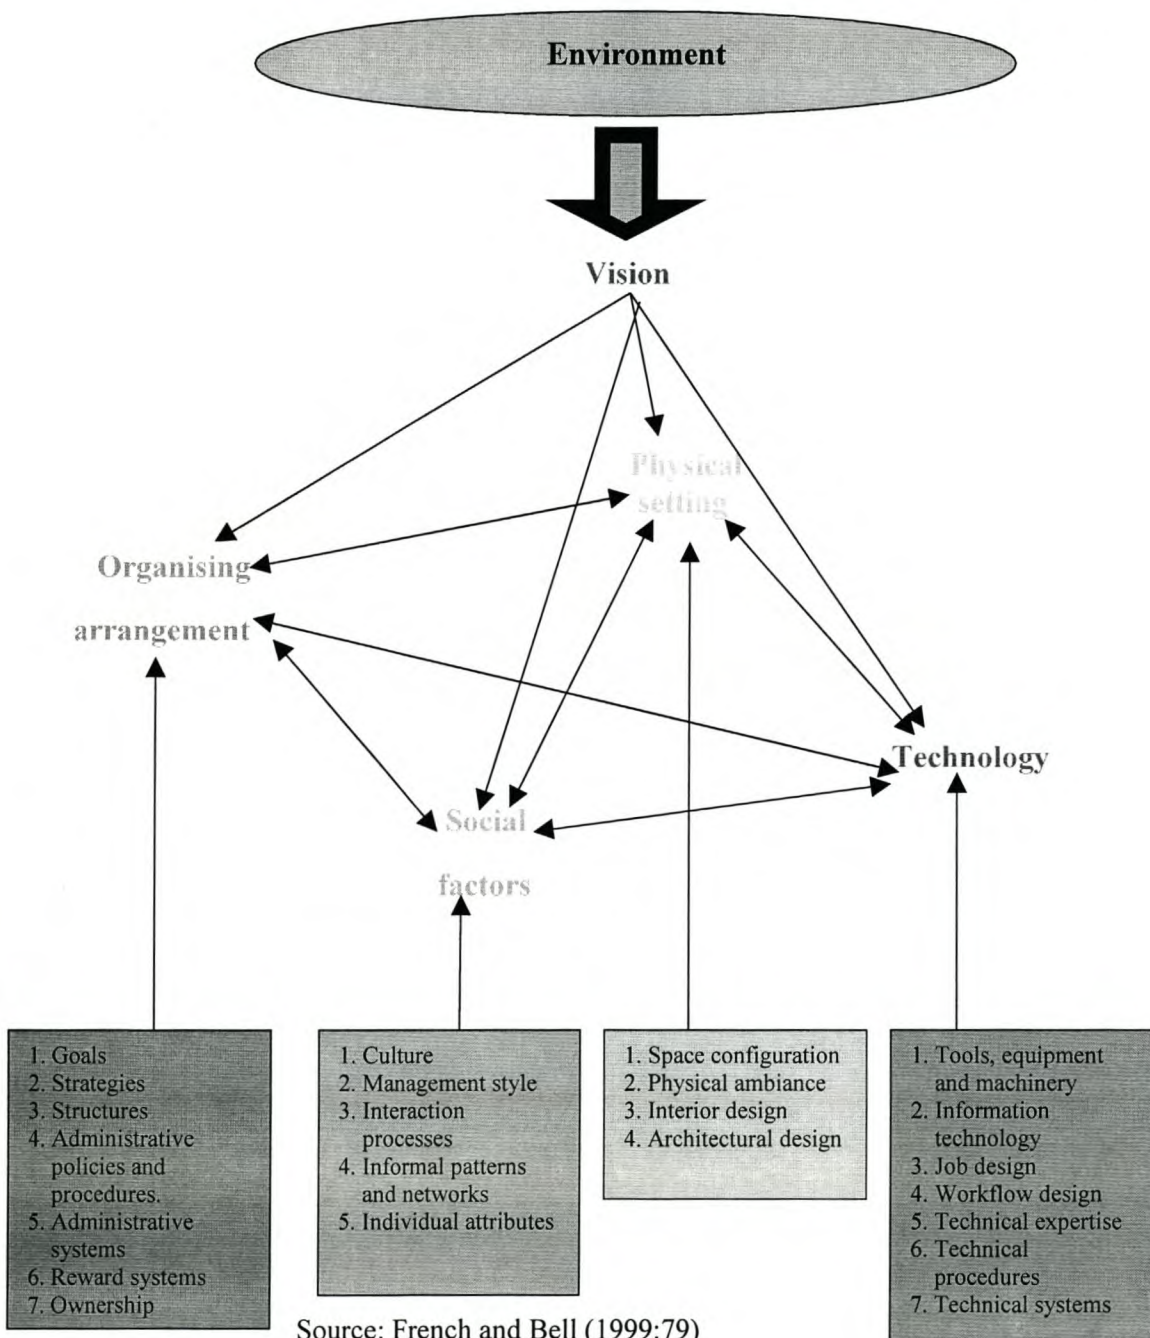 Environment
Vision
Physical
setting
Organising
arrangement
Technology
Social
factors
1. Goals
2. Strategies
3. Structures
4. Administrative
policies and
procedures.
5. Administrative
systems
6. Reward systems
7. Ownership
1. Culture
2. Management style
3. Interaction
processes
4. Informal patterns
and networks
5. Individual attributes
1. Space configuration
2. Physical ambiance
3. Interior design
4. Architectural design
1. Tools, equipment
and machinery
2. Information
technology
3. Job design
4. Workflow design
5. Technical expertise
6. Technical
procedures
7. Technical systems
Source: French and Bell (1999:79)